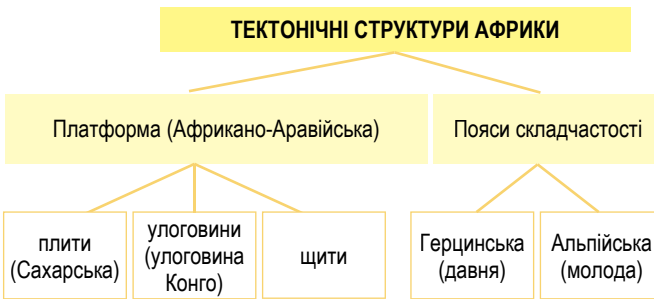 ТЕКТОНІЧНІ СТРУКТУРИ АФРИКИ
Платформа (Африкано-Аравійська)
Пояси складчастості
плити
(Сахарська)
улоговини
(улоговина
Конго)
щити
Герцинська
(давня)
Альпійська
(молода)